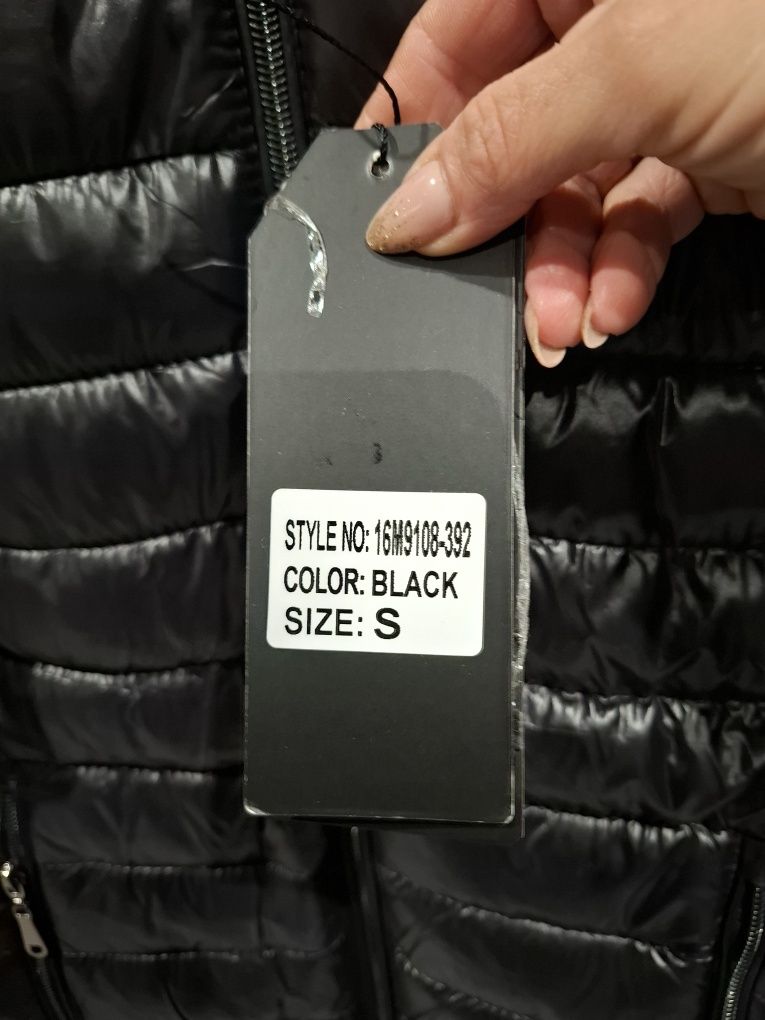 STYLE NO: 16M9108-392
COLOR: BLACK
SIZE: S